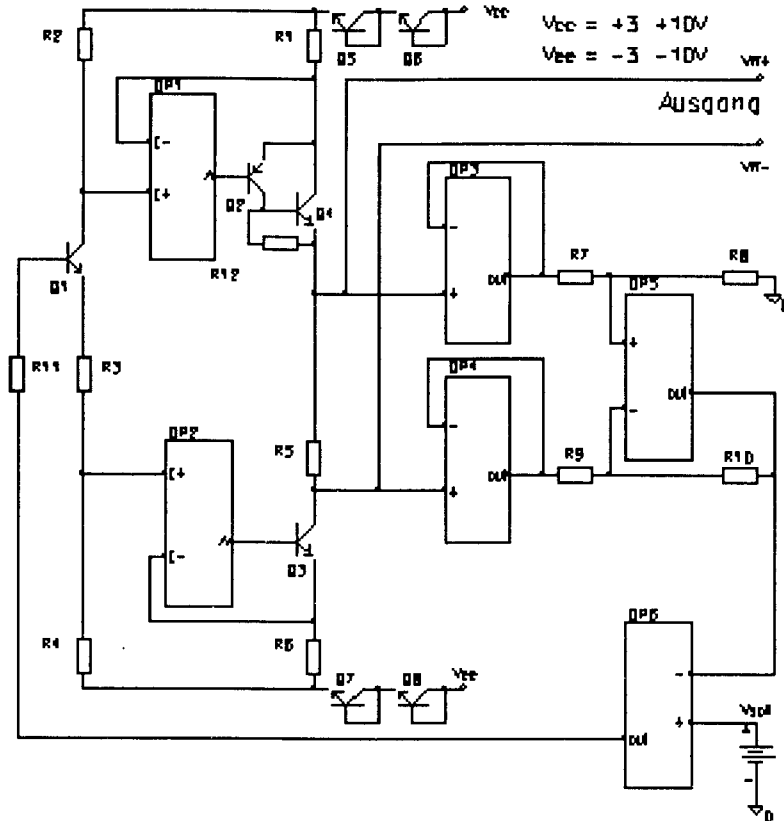 R2
R1
Q5
Q6
Vcc
Vcc = +3 +10V
Vee = -3 -10V
OP1
Vm+
Ausgang
Vm-
OP3
Q2
Q4
R12
Q1
OUT
R7
R8
OP5
R11
R3
OP4
OP2
R5
OUT
OUT
R9
R10
Q3
R4
R6
OP6
Q7
Q8
Vee
Vsoll
OUT